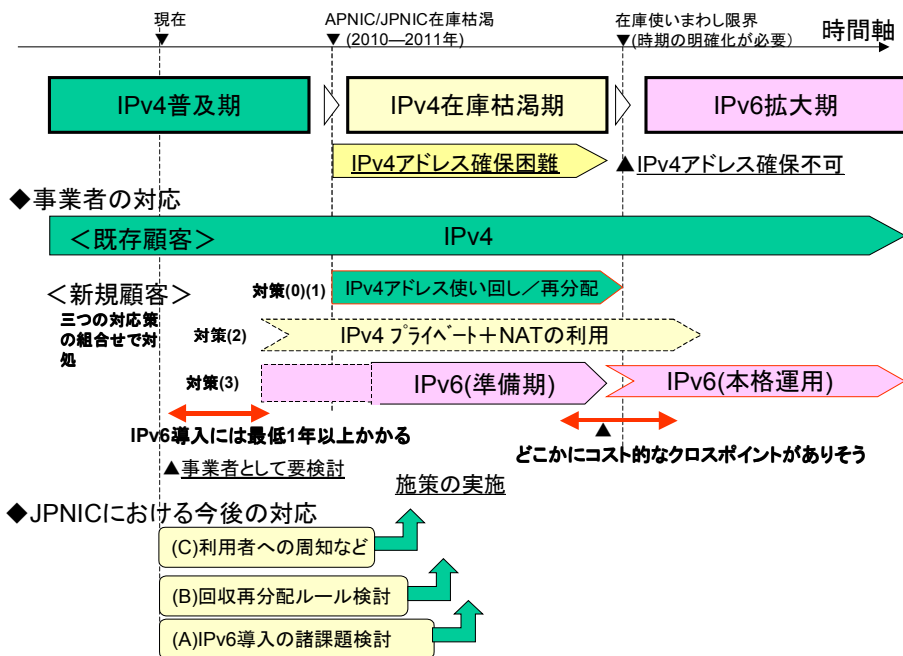 現在
APNIC/JPNIC在庫枯渇
(2010―2011年)
在庫使いまわし限界
(時期の明確化が必要)
時間軸
IPv4普及期
IPv4在庫枯渇期
IPv6拡大期
IPv4アドレス確保困難
▲IPv4アドレス確保不可
◆事業者の対応
＜既存顧客＞
IPv4
＜新規顧客＞
三つの対応策
の組合せで対
処
対策(0)(1)
IPv4アドレス使い回し／再分配
対策(2)
IPv4 プライベート＋NATの利用
対策(3)
IPv6(準備期)
IPv6(本格運用)
IPv6導入には最低1年以上かかる
どこかにコスト的なクロスポイントがありそう
▲事業者として要検討
施策の実施
◆JPNICにおける今後の対応
(C)利用者への周知など
(B)回収再分配ルール検討
(A)IPv6導入の諸課題検討